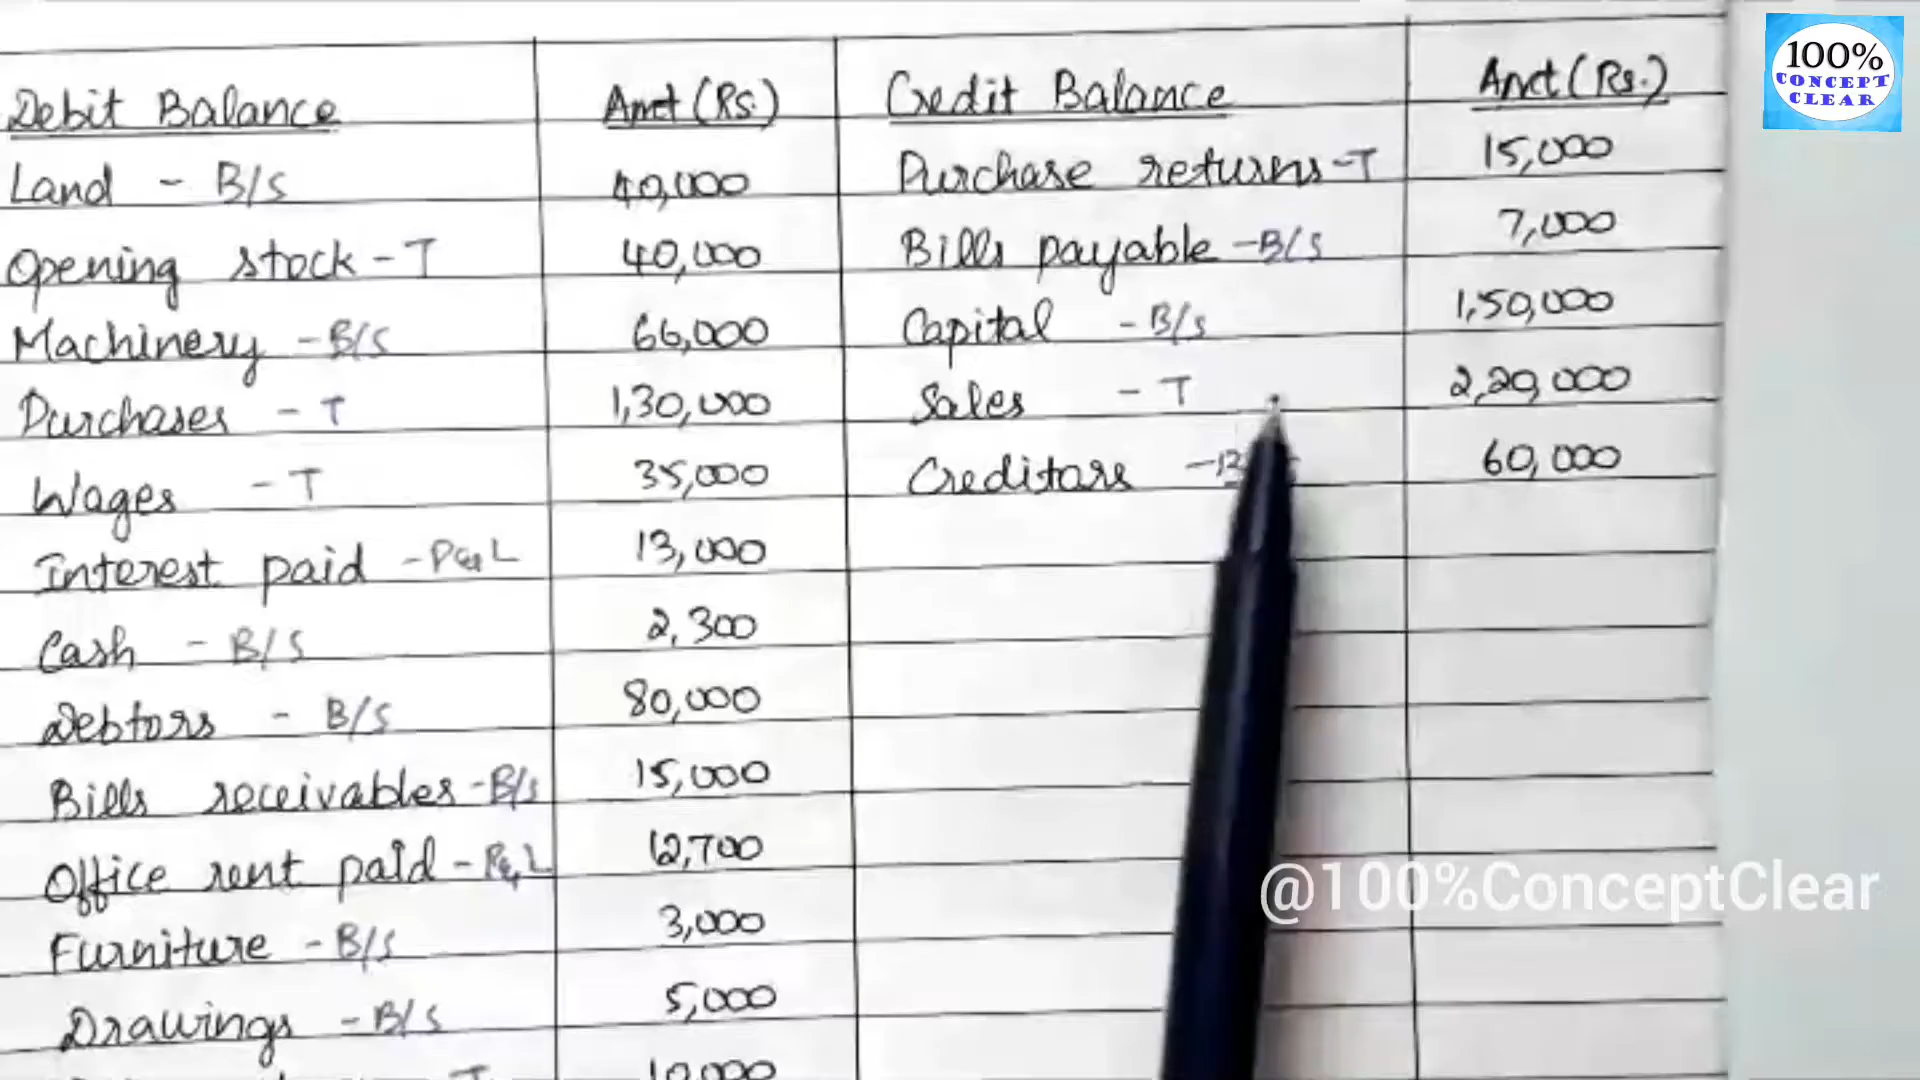 100%
CONCEPT
CLEAR
Debit Balance Amt (Rs.) Credit Balance Amt (Rs.)
Land - B/S 40,000 Purchase returns - T 15,000
Opening stock - T 40,000 Bills payable - B/S 7,000
Machinery - B/S 66,000 Capital - B/S 1,50,000
Purchases - T 1,30,000 Sales - T 2,20,000
Wages - T 35,000 Creditors 60,000
Interest paid - P&L 13,000
Cash - B/S 2,300
Debtors - B/S 80,000
Bills receivables - B/S 15,000
Office rent paid - P&L 12,700
@100%ConceptClear
Furniture - B/S 3,000
Drawings - B/S 5,000
10,000